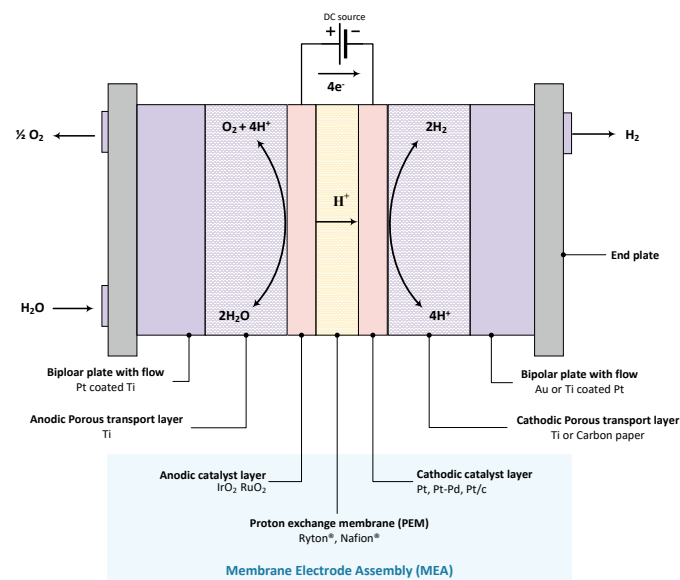 DC source
+ −
4e⁻
½ O₂
O₂ + 4H⁺
2H₂
H₂
H⁺
End plate
H₂O
2H₂O
4H⁺
Biploar plate with flow
Pt coated Ti
Bipolar plate with flow
Au or Ti coated Pt
Anodic Porous transport layer
Ti
Cathodic Porous transport layer
Ti or Carbon paper
Anodic catalyst layer
IrO₂ RuO₂
Cathodic catalyst layer
Pt, Pt-Pd, Pt/c
Proton exchange membrane (PEM)
Ryton®, Nafion®
Membrane Electrode Assembly (MEA)